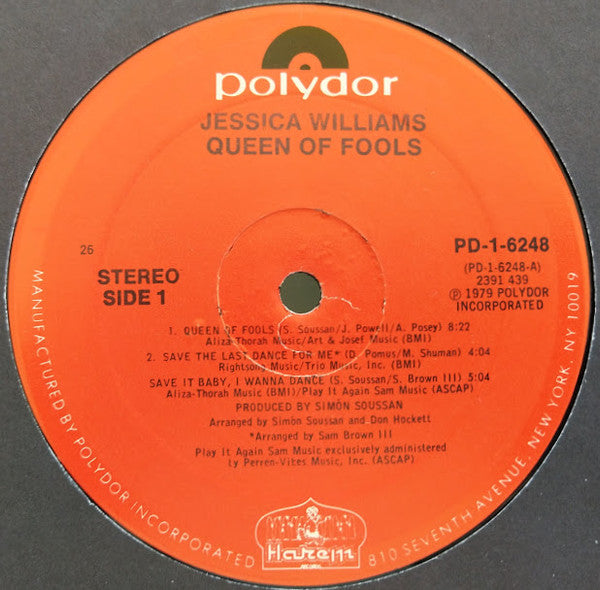 polydor
JESSICA WILLIAMS
QUEEN OF FOOLS
26
STEREO
SIDE 1
PD-1-6248
(PD-1-6248-A)
2391 439
℗ 1979 POLYDOR
INCORPORATED
1. QUEEN OF FOOLS (S. Soussan/J. Powell/A. Posey) 8:22
Aliza-Thorah Music/Art & Josef Music (BMI)
2. SAVE THE LAST DANCE FOR ME* (D. Pomus/M. Shuman) 4:04
Rightsong Music/Trio Music, Inc. (BMI)
SAVE IT BABY, I WANNA DANCE (S. Soussan/S. Brown III) 5:04
Aliza-Thorah Music (BMI)/Play It Again Sam Music (ASCAP)
PRODUCED BY SIMON SOUSSAN
Arranged by Simon Soussan and Don Hockett
*Arranged by Sam Brown III
Play It Again Sam Music exclusively administered
by Perren-Vibes Music, Inc. (ASCAP)
Harem
RECORDS
MANUFACTURED BY POLYDOR INCORPORATED 810 SEVENTH AVENUE, NEW YORK, NY 10019